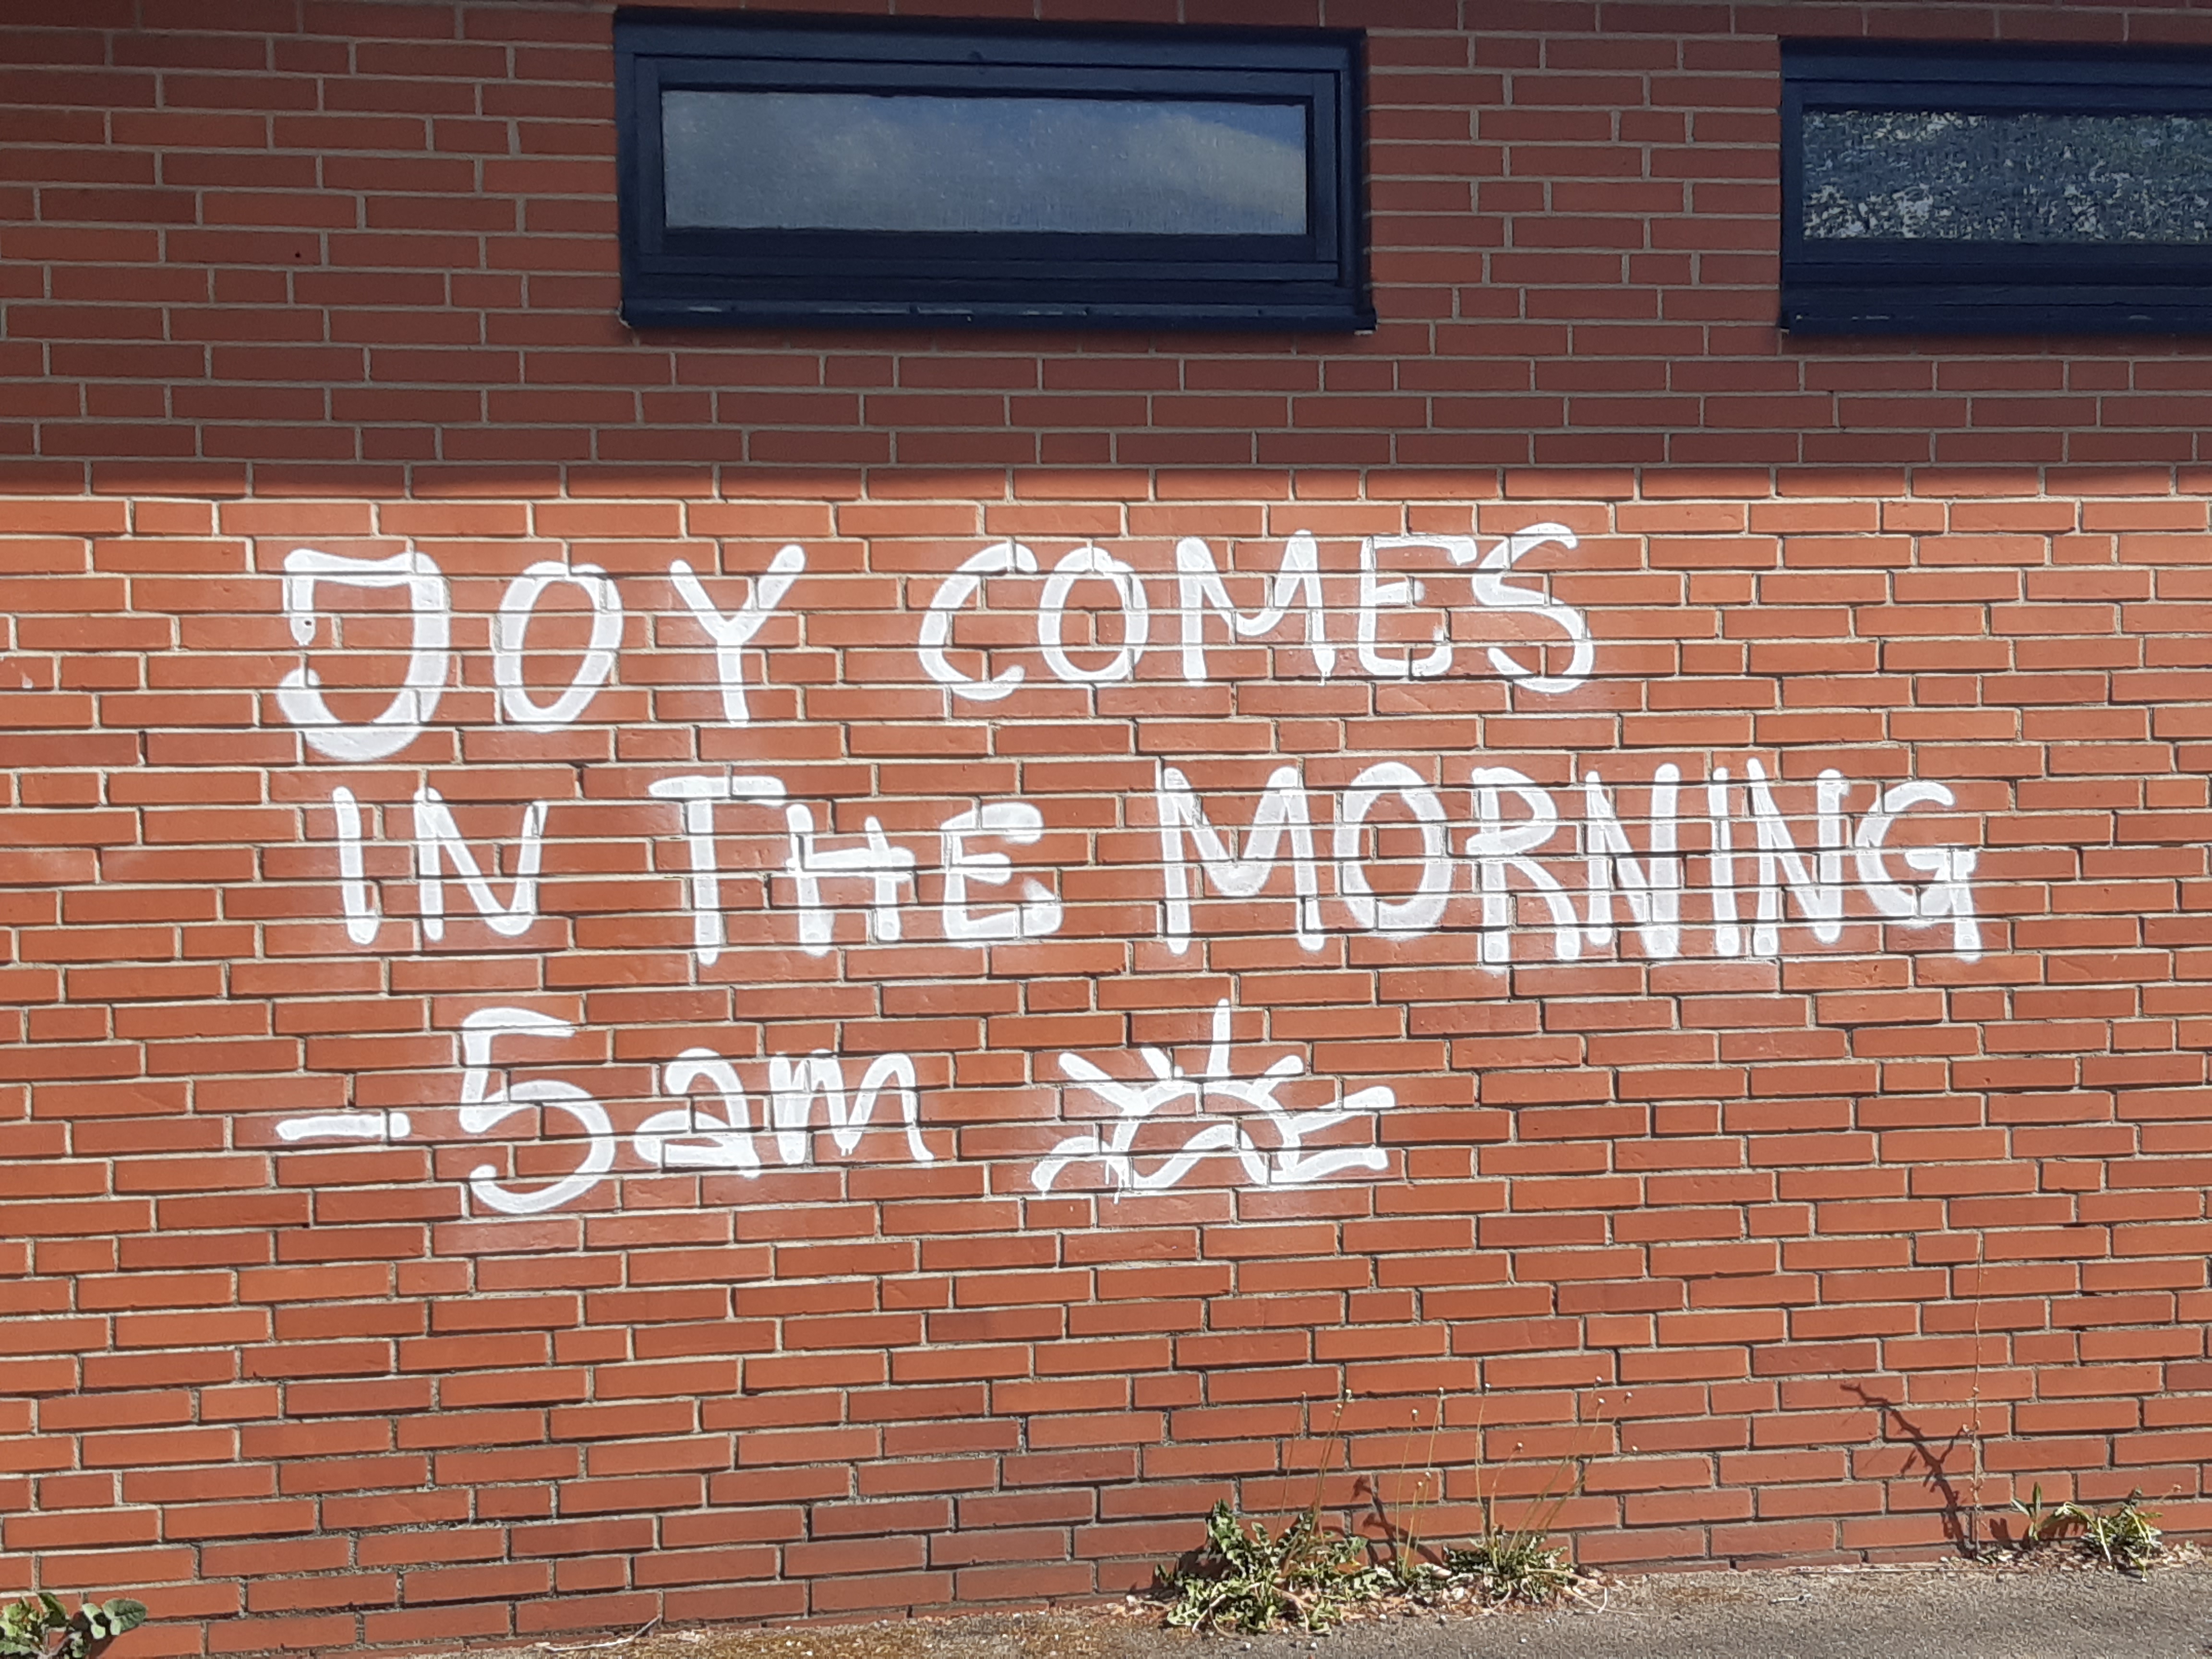 JOY COMES
IN THE MORNING
- 5am